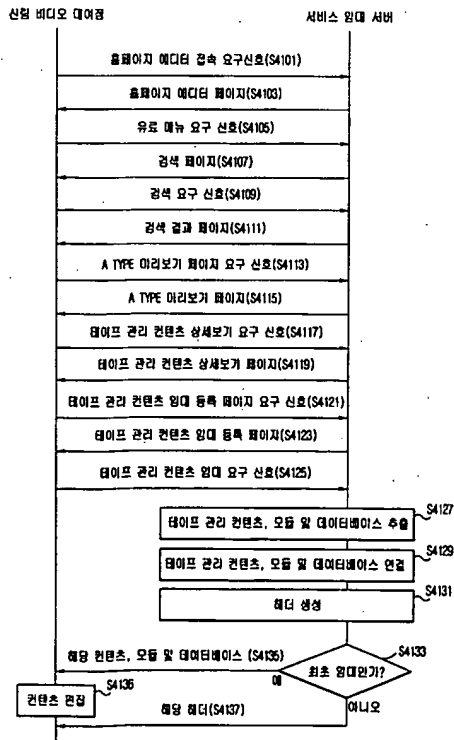 신림 비디오 대여점
서비스 임대 서버
홈페이지 에디터 접속 요구신호(S4101)
홈페이지 에디터 페이지(S4103)
유료 메뉴 요구 신호(S4105)
검색 페이지(S4107)
검색 요구 신호(S4109)
검색 결과 페이지(S4111)
A TYPE 미리보기 페이지 요구 신호(S4113)
A TYPE 미리보기 페이지(S4115)
테이프 관리 컨텐츠 상세보기 요구 신호(S4117)
테이프 관리 컨텐츠 상세보기 페이지(S4119)
테이프 관리 컨텐츠 임대 등록 페이지 요구 신호(S4121)
테이프 관리 컨텐츠 임대 등록 페이지(S4123)
테이프 관리 컨텐츠 임대 요구 신호(S4125)
S4127
테이프 관리 컨텐츠, 모듈 및 데이터베이스 추출
S4129
테이프 관리 컨텐츠, 모듈 및 데이터베이스 연결
S4131
헤더 생성
S4133
해당 컨텐츠, 모듈 및 데이터베이스 (S4135)
최초 임대인가?
예
S4136
컨텐츠 편집
아니오
해당 헤더(S4137)